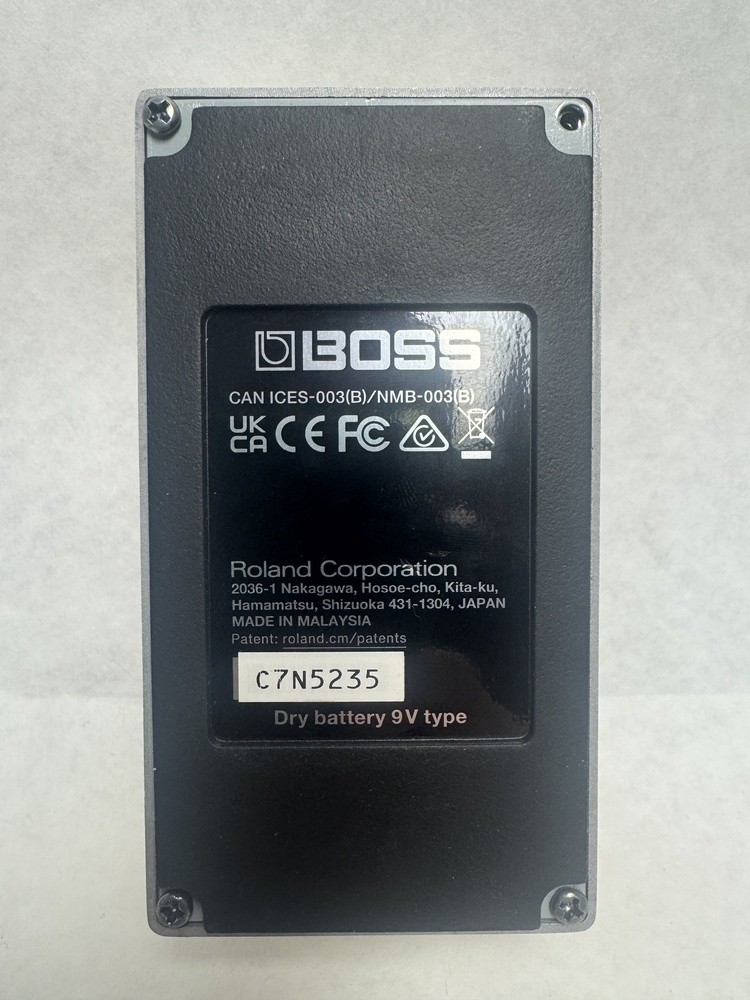 BOSS
CAN ICES-003(B)/NMB-003(B)
UK
CA CE FC
Roland Corporation
2036-1 Nakagawa, Hosoe-cho, Kita-ku,
Hamamatsu, Shizuoka 431-1304, JAPAN
MADE IN MALAYSIA
Patent: roland.cm/patents
C7N5235
Dry battery 9V type